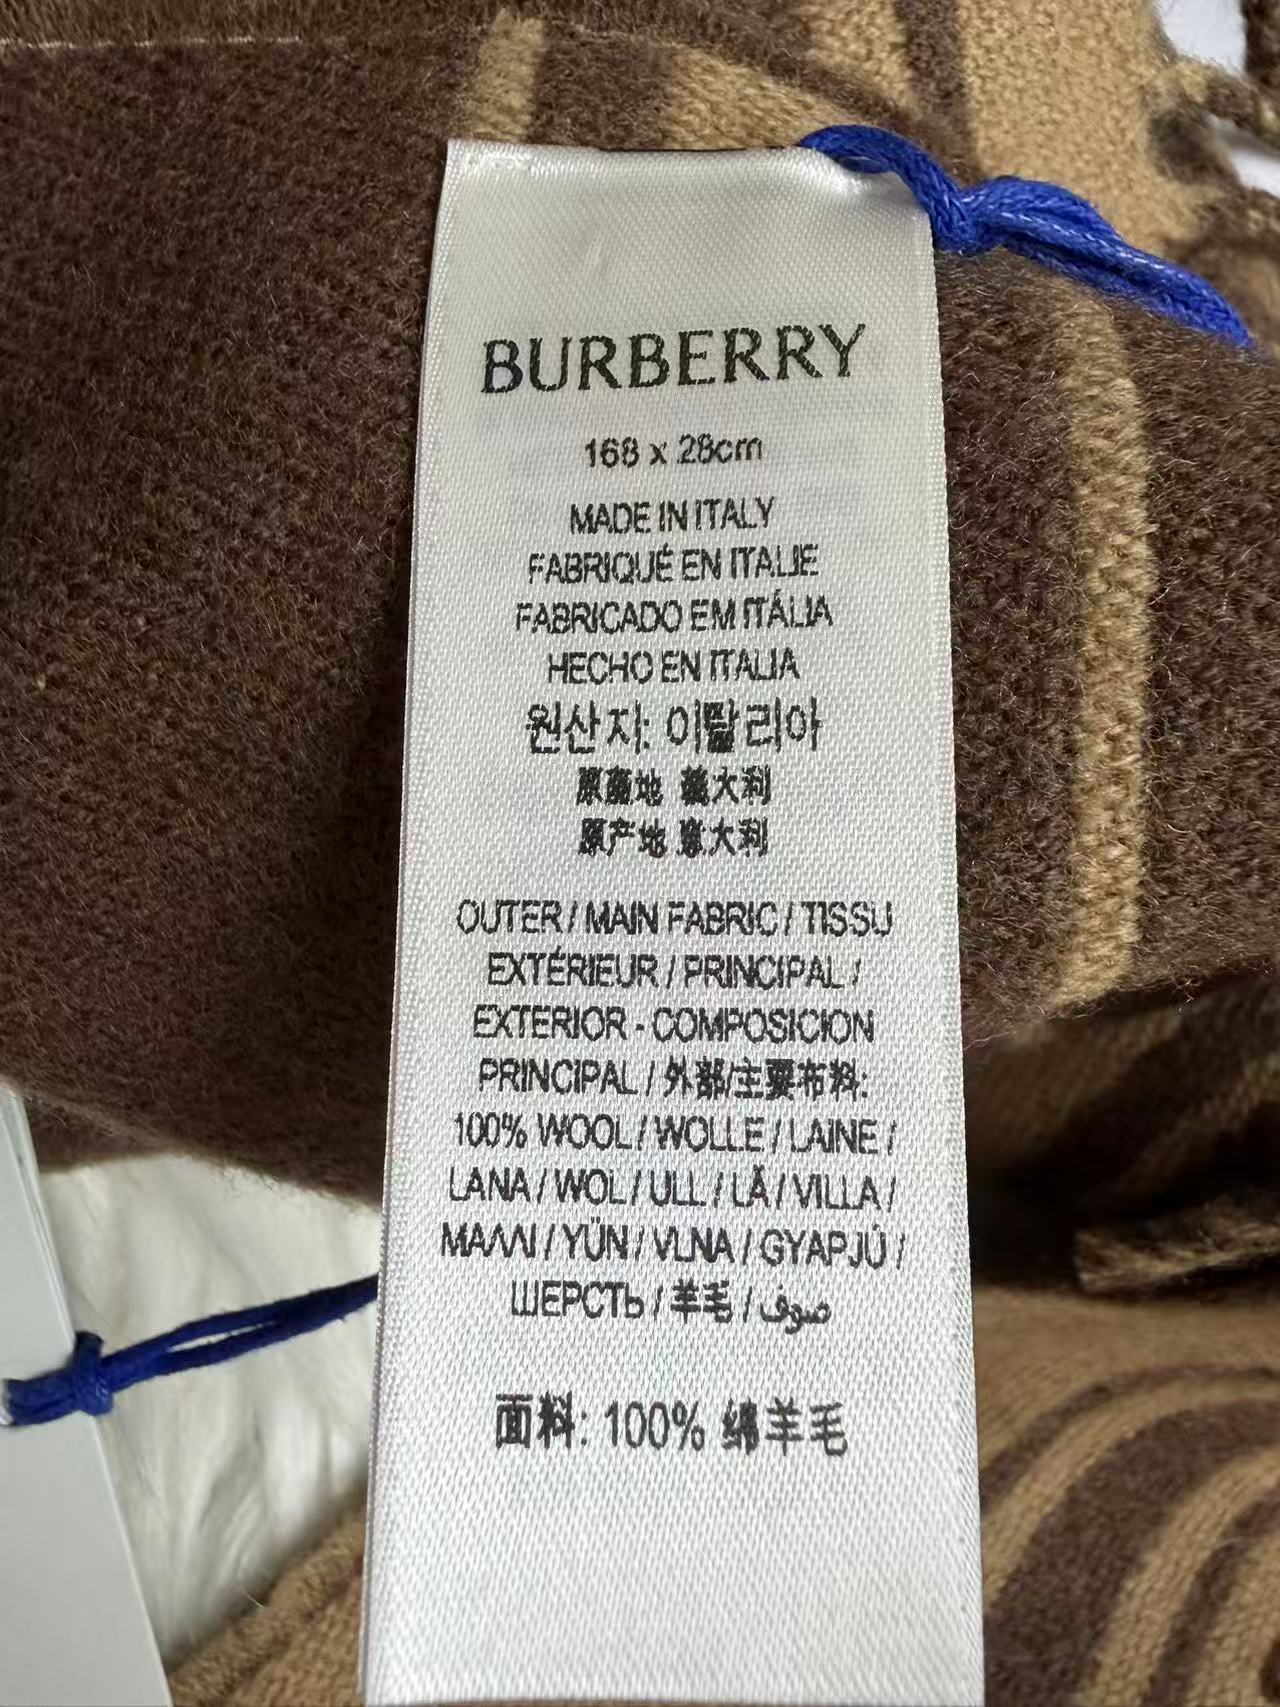 BURBERRY
168 x 28cm
MADE IN ITALY
FABRIQUÉ EN ITALIE
FABRICADO EM ITÁLIA
HECHO EN ITALIA
원산지: 이탈리아
原產地 義大利
原产地 意大利
OUTER / MAIN FABRIC / TISSU
EXTÉRIEUR / PRINCIPAL /
EXTERIOR - COMPOSICION
PRINCIPAL / 外部/主要布料:
100% WOOL / WOLLE / LAINE /
LANA / WOL / ULL / LÃ / VILLA /
ΜΑΛΛΙ / YÜN / VLNA / GYAPJÚ /
ШЕРСТЬ / 羊毛 / صوف
面料: 100% 绵羊毛